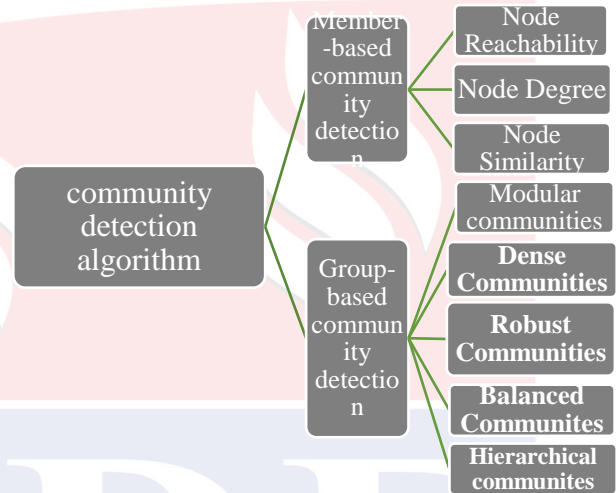 community
detection
algorithm
Member
-based
commun
ity
detectio
n
Group-
based
commun
ity
detectio
n
Node
Reachability
Node Degree
Node
Similarity
Modular
communities
Dense
Communities
Robust
Communities
Balanced
Communites
Hierarchical
communites